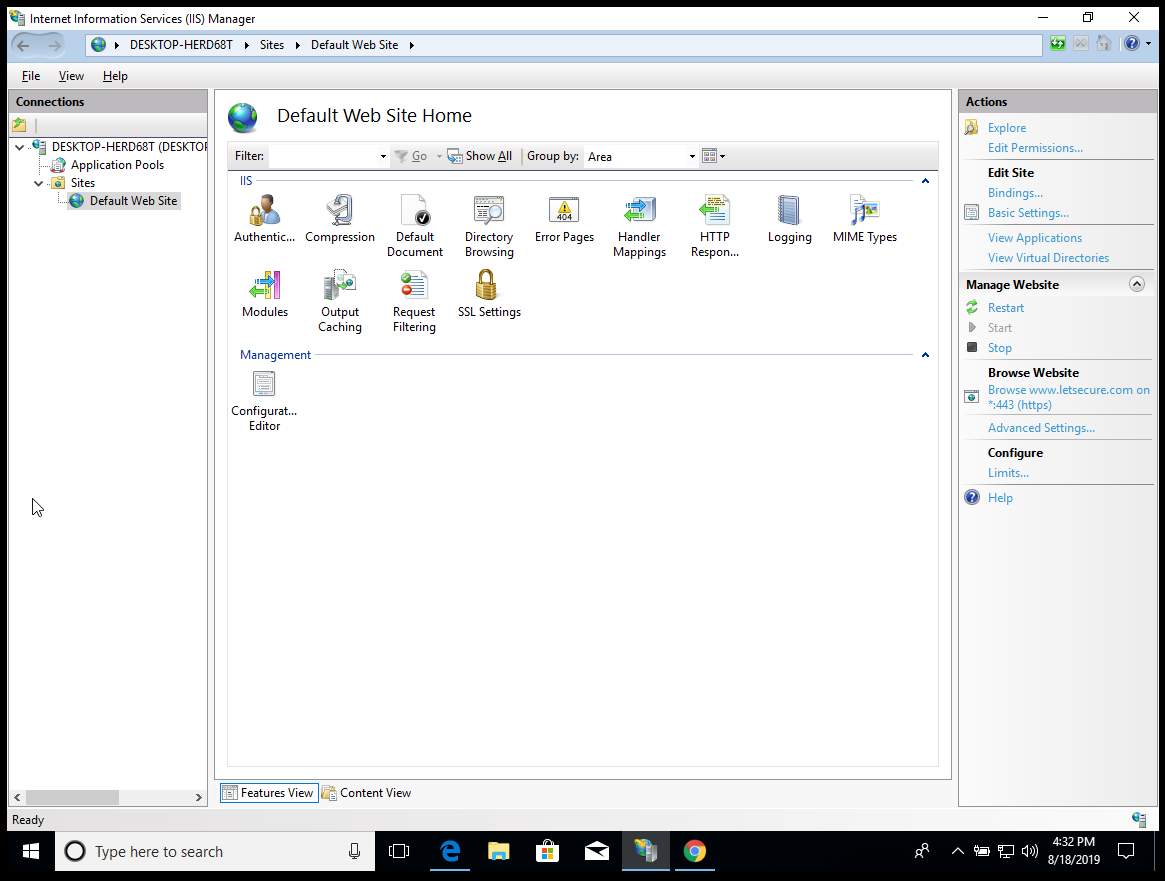 Internet Information Services (IIS) Manager
DESKTOP-HERD68T
Sites
Default Web Site
File View Help
Connections
DESKTOP-HERD68T (DESKTOP
Application Pools
Sites
Default Web Site
Default Web Site Home
Filter:
Go
Show All
Group by:
Area
IIS
Authentic...
Compression
Default
Document
Directory
Browsing
Error Pages
404
Handler
Mappings
HTTP
Respon...
Logging
MIME Types
Modules
Output
Caching
Request
Filtering
SSL Settings
Management
Configurat...
Editor
Features View
Content View
Actions
Explore
Edit Permissions...
Edit Site
Bindings...
Basic Settings...
View Applications
View Virtual Directories
Manage Website
Restart
Start
Stop
Browse Website
Browse www.letsecure.com on
*:443 (https)
Advanced Settings...
Configure
Limits...
Help
Ready
Type here to search
4:32 PM
8/18/2019